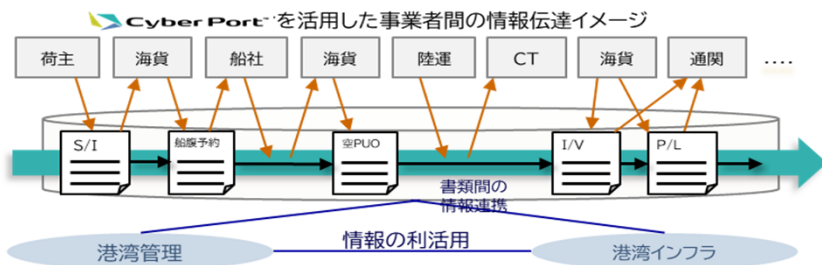 Cyber Port を活用した事業者間の情報伝達イメージ
荷主 海貨 船社 海貨 陸運 CT 海貨 通関 ‥‥
S/I 船腹予約 空PUO I/V P/L
書類間の
情報連携
港湾管理 情報の利活用 港湾インフラ